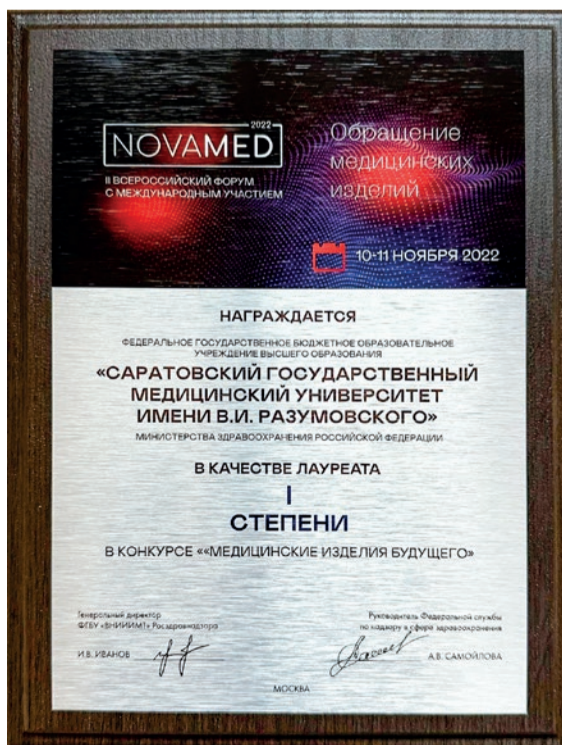 2022
NOVAMED
II ВСЕРОССИЙСКИЙ ФОРУМ
С МЕЖДУНАРОДНЫМ УЧАСТИЕМ
Обращение
медицинских
изделий
10-11 НОЯБРЯ 2022
НАГРАЖДАЕТСЯ
ФЕДЕРАЛЬНОЕ ГОСУДАРСТВЕННОЕ БЮДЖЕТНОЕ ОБРАЗОВАТЕЛЬНОЕ
УЧРЕЖДЕНИЕ ВЫСШЕГО ОБРАЗОВАНИЯ
«САРАТОВСКИЙ ГОСУДАРСТВЕННЫЙ
МЕДИЦИНСКИЙ УНИВЕРСИТЕТ
ИМЕНИ В.И. РАЗУМОВСКОГО»
МИНИСТЕРСТВА ЗДРАВООХРАНЕНИЯ РОССИЙСКОЙ ФЕДЕРАЦИИ
В КАЧЕСТВЕ ЛАУРЕАТА
I
СТЕПЕНИ
В КОНКУРСЕ ««МЕДИЦИНСКИЕ ИЗДЕЛИЯ БУДУЩЕГО»
Генеральный директор
ФГБУ «ВНИИИМТ» Росздравнадзора
И.В. ИВАНОВ
Руководитель Федеральной службы
по надзору в сфере здравоохранения
А.В. САМОЙЛОВА
МОСКВА